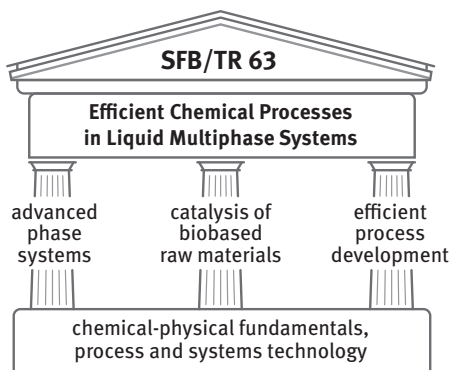 SFB/TR 63
Efficient Chemical Processes
in Liquid Multiphase Systems
advanced
phase
systems
catalysis of
biobased
raw materials
efficient
process
development
chemical-physical fundamentals,
process and systems technology